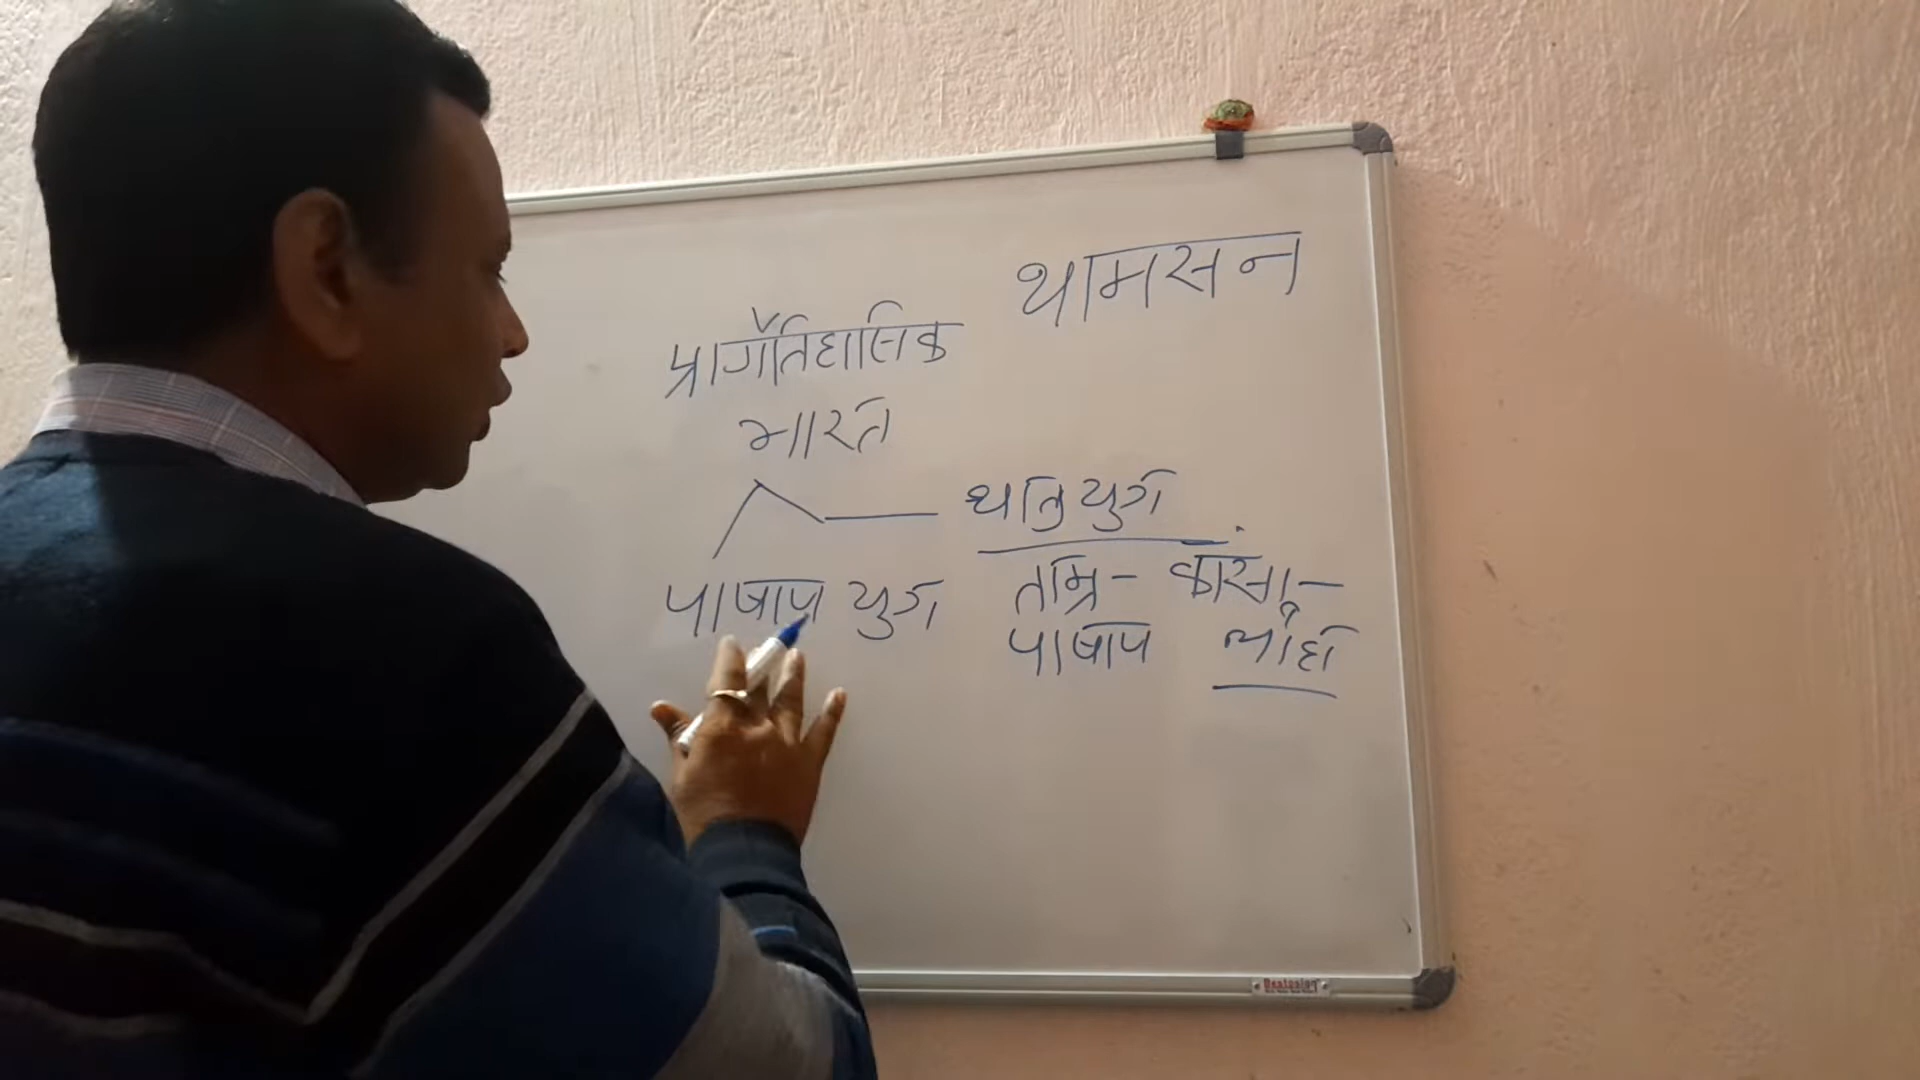 थामसन
प्रागैतिहासिक
भारत
धातु युग
पाषाण युग
ताम्र - कांसा, -
पाषाण लोहा